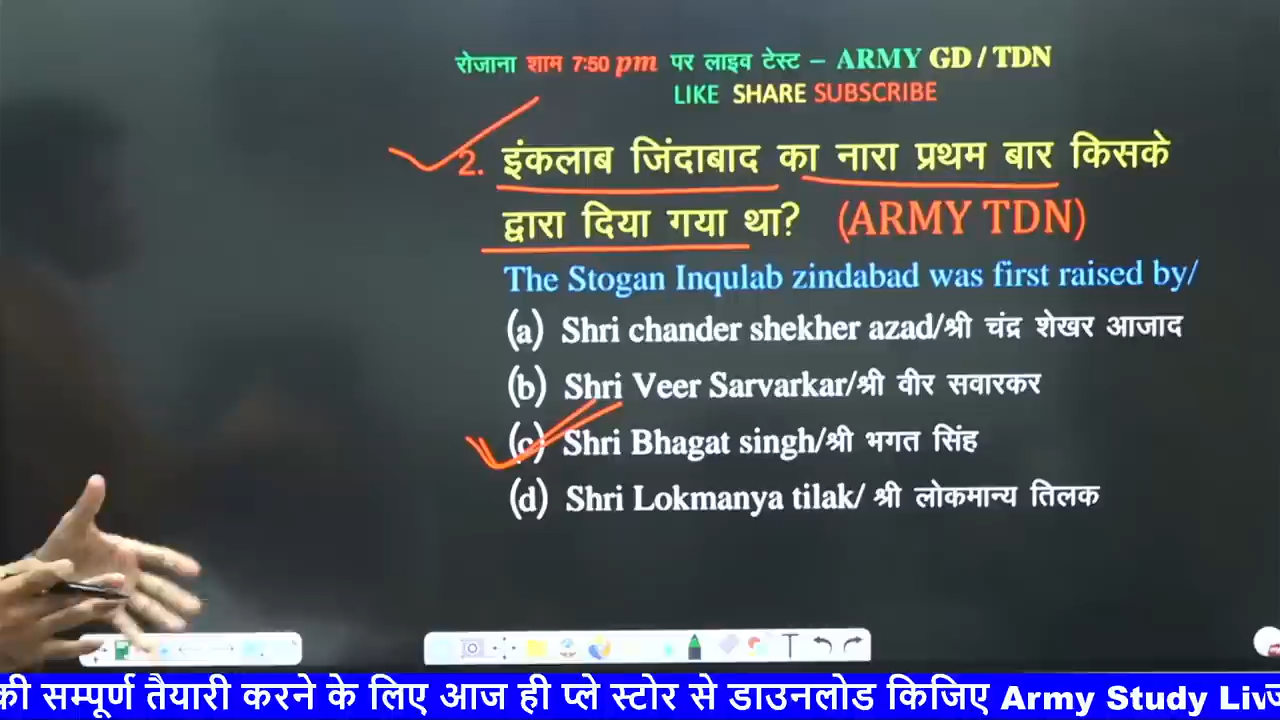 रोजाना शाम 7:50 pm पर लाइव टेस्ट – ARMY GD / TDN
LIKE SHARE SUBSCRIBE
2. इंकलाब जिंदाबाद का नारा प्रथम बार किसके
द्वारा दिया गया था? (ARMY TDN)
The Stogan Inqulab zindabad was first raised by/
(a) Shri chander shekher azad/श्री चंद्र शेखर आजाद
(b) Shri Veer Sarvarkar/श्री वीर सवारकर
(c) Shri Bhagat singh/श्री भगत सिंह
(d) Shri Lokmanya tilak/ श्री लोकमान्य तिलक
की सम्पूर्ण तैयारी करने के लिए आज ही प्ले स्टोर से डाउनलोड किजिए Army Study Liv